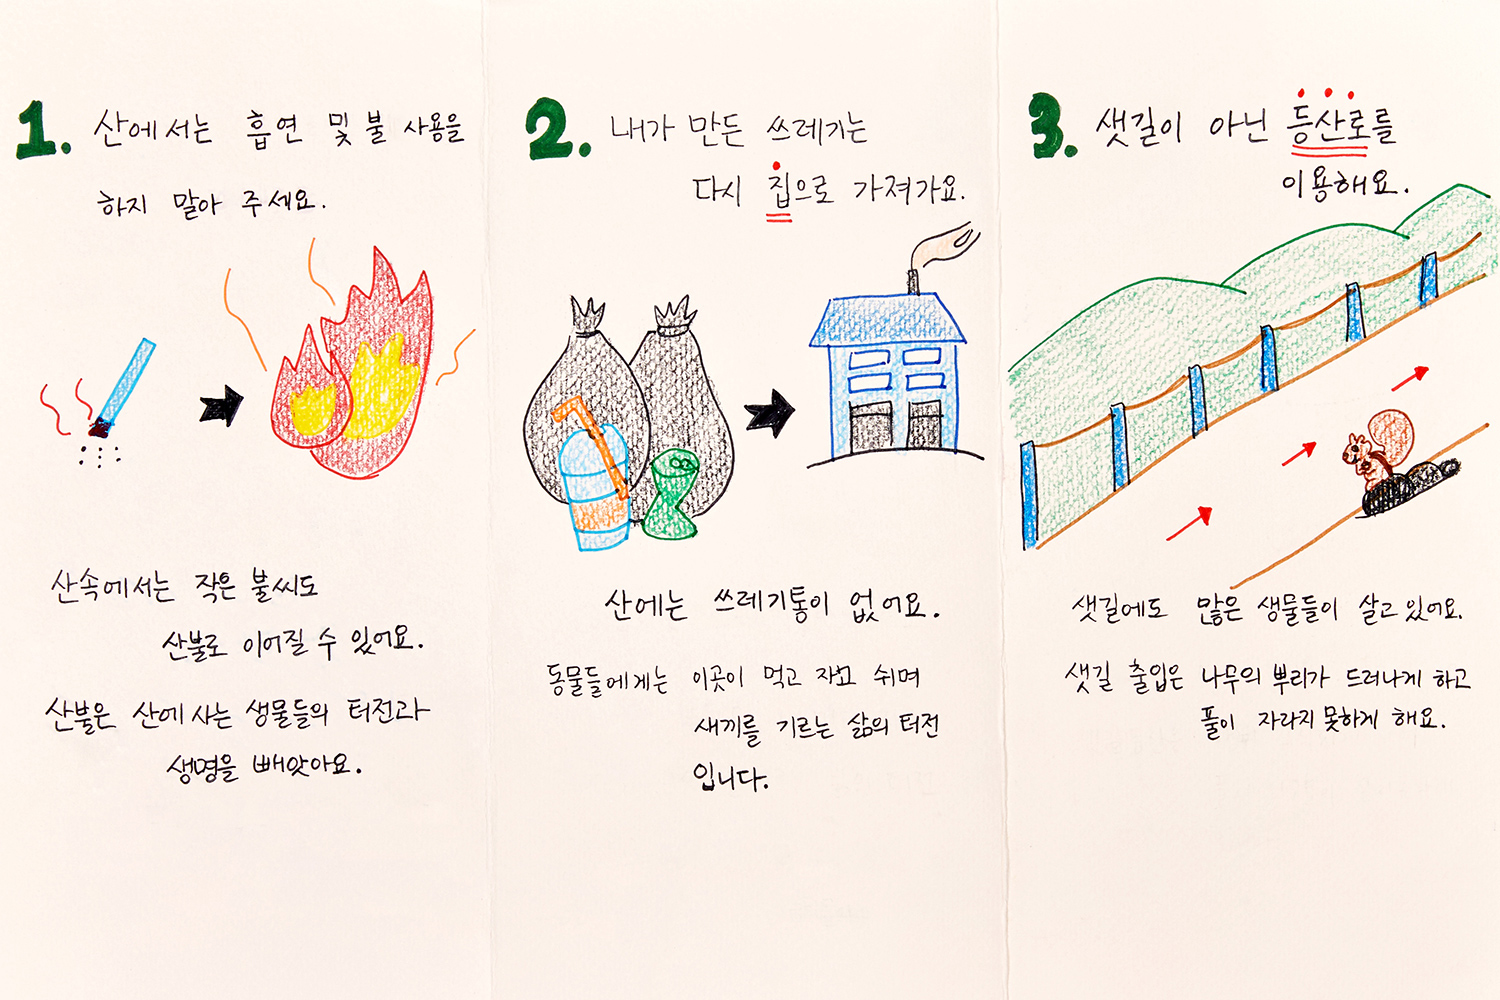 1. 산에서는 흡연 및 불 사용을
하지 말아 주세요.
산속에서는 작은 불씨도
산불로 이어질 수 있어요.
산불은 산에 사는 생물들의 터전과
생명을 빼앗아요.
2. 내가 만든 쓰레기는
다시 집으로 가져가요.
산에는 쓰레기통이 없어요.
동물들에게는 이곳이 먹고 자고 쉬며
새끼를 기르는 삶의 터전
입니다.
3. 샛길이 아닌 등산로를
이용해요.
샛길에도 많은 생물들이 살고 있어요.
샛길 출입은 나무의 뿌리가 드러나게 하고
풀이 자라지 못하게 해요.